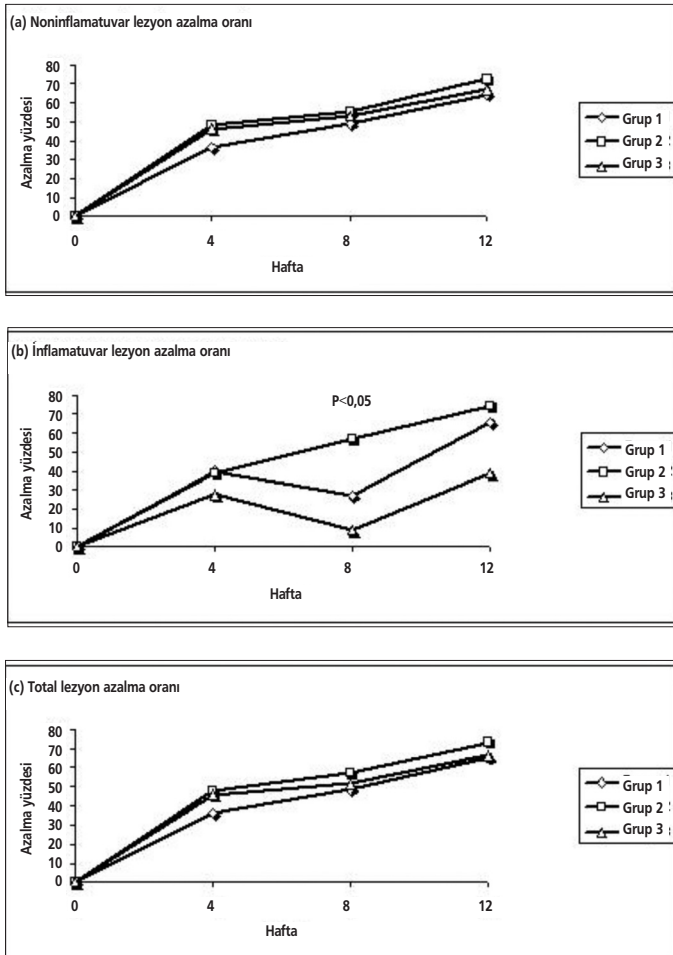 (a) Noninflamatuvar lezyon azalma oranı
Azalma yüzdesi
80
70
60
50
40
30
20
10
0
0 4 8 12
Hafta
Grup 1
Grup 2
Grup 3
(b) Ínflamatuvar lezyon azalma oranı
P<0,05
Azalma yüzdesi
80
70
60
50
40
30
20
10
0
0 4 8 12
Hafta
Grup 1
Grup 2
Grup 3
(c) Total lezyon azalma oranı
Azalma yüzdesi
80
70
60
50
40
30
20
10
0
0 4 8 12
Hafta
Grup 1
Grup 2
Grup 3